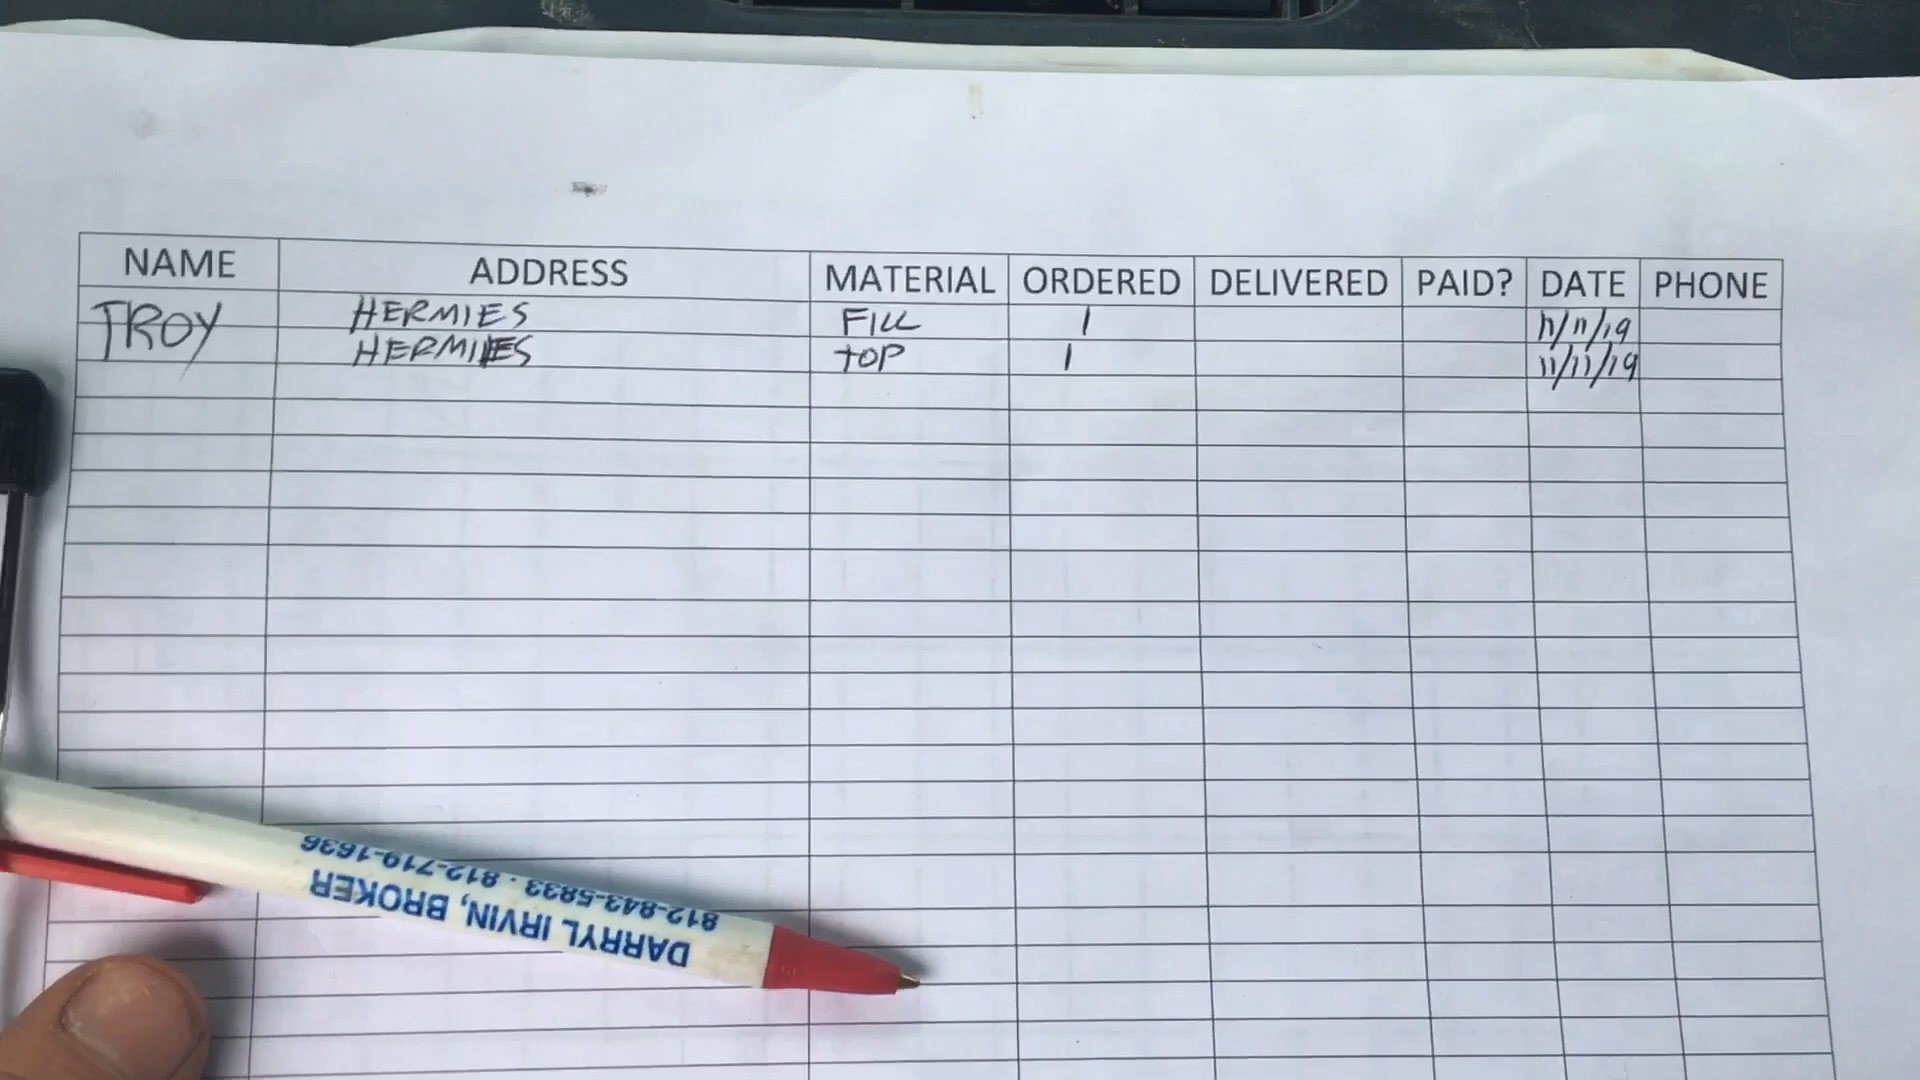 NAME ADDRESS MATERIAL ORDERED DELIVERED PAID? DATE PHONE
TROY HERMIES FILL 1 11/11/19
HERMIES TOP 1 11/11/19
DARRYL IRVIN, BROKER
812-843-5833 · 812-719-1636